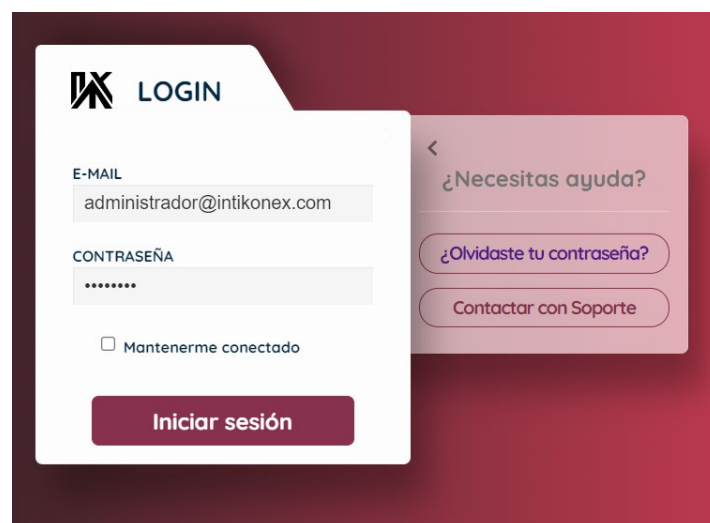 LOGIN
E-MAIL
administrador@intikonex.com
CONTRASEÑA
••••••••
Mantenerme conectado
Iniciar sesión
¿Necesitas ayuda?
¿Olvidaste tu contraseña?
Contactar con Soporte